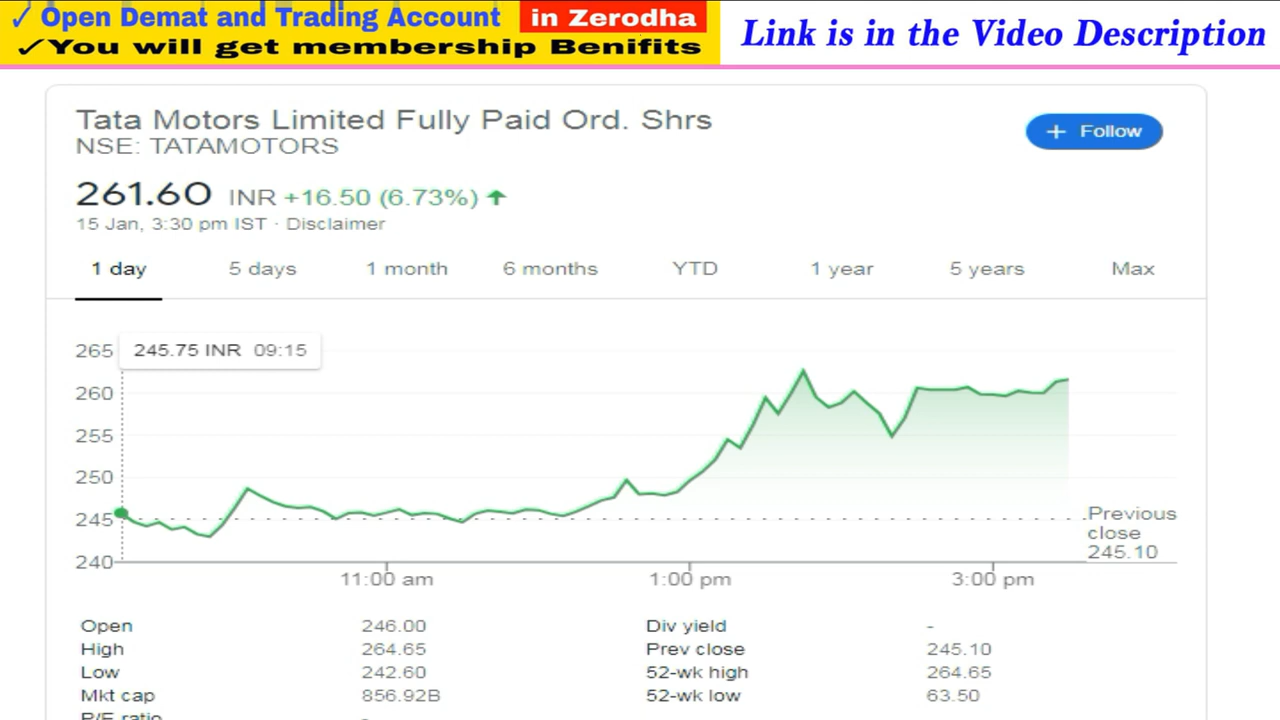 ✓ Open Demat and Trading Account in Zerodha
✓You will get membership Benifits
Link is in the Video Description
Tata Motors Limited Fully Paid Ord. Shrs
NSE: TATAMOTORS
+ Follow
261.60 INR +16.50 (6.73%) ↑
15 Jan, 3:30 pm IST · Disclaimer
1 day 5 days 1 month 6 months YTD 1 year 5 years Max
265 245.75 INR 09:15
260
255
250
245
Previous
close
245.10
240
11:00 am 1:00 pm 3:00 pm
Open 246.00 Div yield -
High 264.65 Prev close 245.10
Low 242.60 52-wk high 264.65
Mkt cap 856.92B 52-wk low 63.50
P/E ratio -